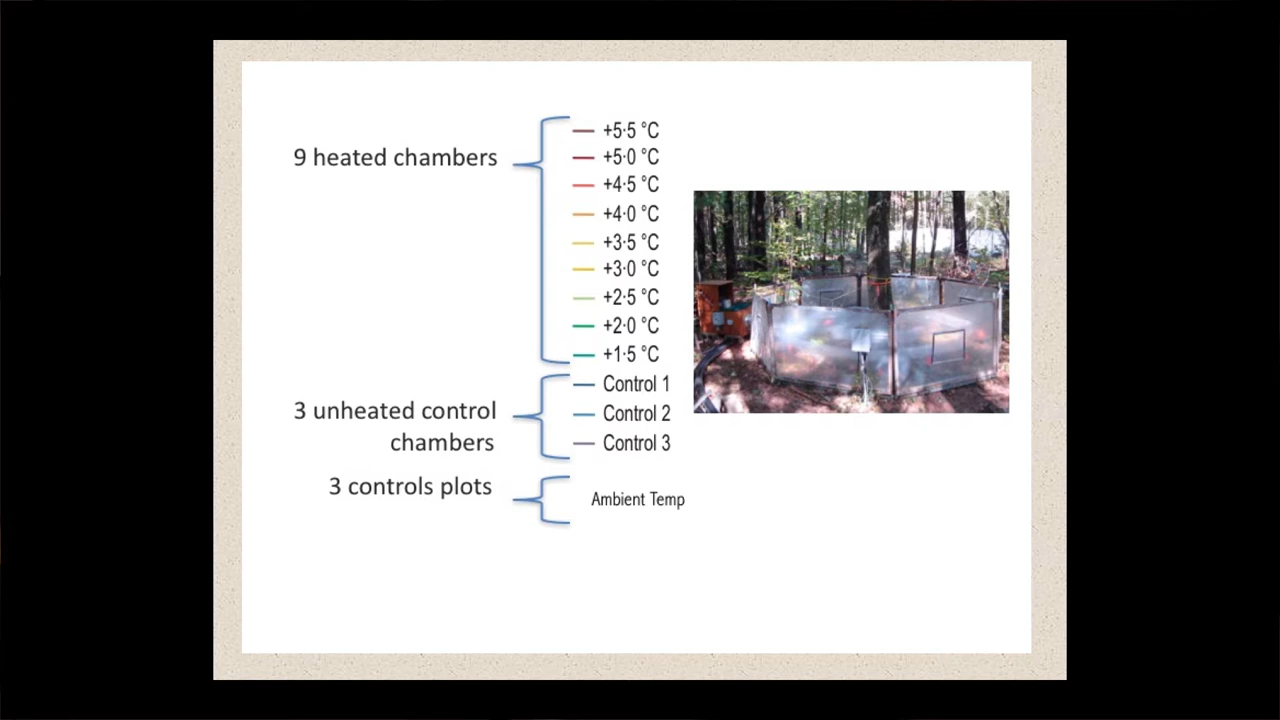 9 heated chambers
+5·5 °C
+5·0 °C
+4·5 °C
+4·0 °C
+3·5 °C
+3·0 °C
+2·5 °C
+2·0 °C
+1·5 °C
3 unheated control
chambers
Control 1
Control 2
Control 3
3 controls plots
Ambient Temp